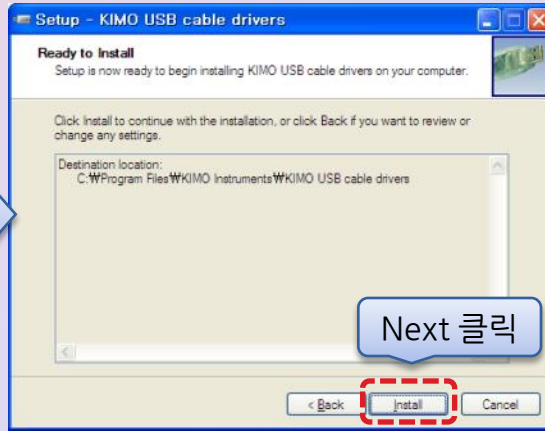 Setup - KIMO USB cable drivers
Ready to Install
Setup is now ready to begin installing KIMO USB cable drivers on your computer.
Click Install to continue with the installation, or click Back if you want to review or
change any settings.
Destination location:
C:₩Program Files₩KIMO Instruments₩KIMO USB cable drivers
Next 클릭
< Back
Install
Cancel